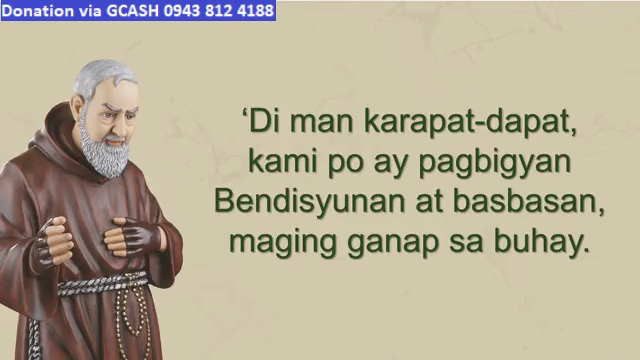 Donation via GCASH 0943 812 4188
‘Di man karapat-dapat,
kami po ay pagbigyan
Bendisyunan at basbasan,
maging ganap sa buhay.